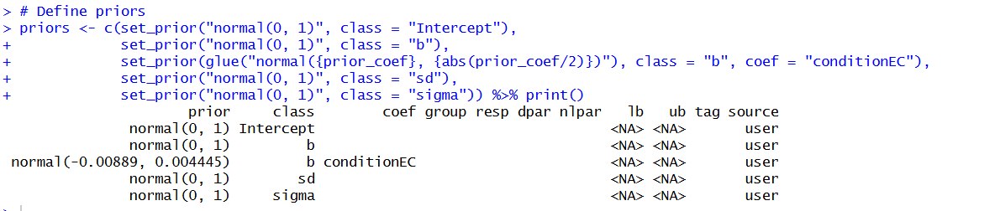 > # Define priors
> priors <- c(set_prior("normal(0, 1)", class = "Intercept"),
+             set_prior("normal(0, 1)", class = "b"),
+             set_prior(glue("normal({prior_coef}, {abs(prior_coef/2)})"), class = "b", coef = "conditionEC"),
+             set_prior("normal(0, 1)", class = "sd"),
+             set_prior("normal(0, 1)", class = "sigma")) %>% print()
                     prior     class        coef group resp dpar nlpar   lb   ub tag source
              normal(0, 1) Intercept                                   <NA> <NA>       user
              normal(0, 1)         b                                   <NA> <NA>       user
 normal(-0.00889, 0.004445)         b conditionEC                       <NA> <NA>       user
              normal(0, 1)        sd                                   <NA> <NA>       user
              normal(0, 1)     sigma                                   <NA> <NA>       user
>